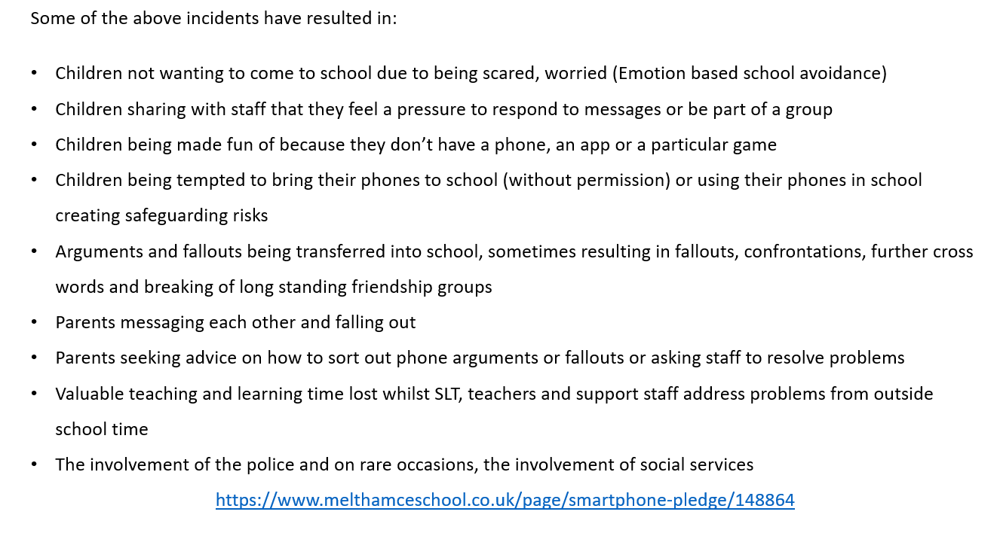 Some of the above incidents have resulted in:
• Children not wanting to come to school due to being scared, worried (Emotion based school avoidance)
• Children sharing with staff that they feel a pressure to respond to messages or be part of a group
• Children being made fun of because they don’t have a phone, an app or a particular game
• Children being tempted to bring their phones to school (without permission) or using their phones in school
creating safeguarding risks
• Arguments and fallouts being transferred into school, sometimes resulting in fallouts, confrontations, further cross
words and breaking of long standing friendship groups
• Parents messaging each other and falling out
• Parents seeking advice on how to sort out phone arguments or fallouts or asking staff to resolve problems
• Valuable teaching and learning time lost whilst SLT, teachers and support staff address problems from outside
school time
• The involvement of the police and on rare occasions, the involvement of social services
https://www.melthamceschool.co.uk/page/smartphone-pledge/148864